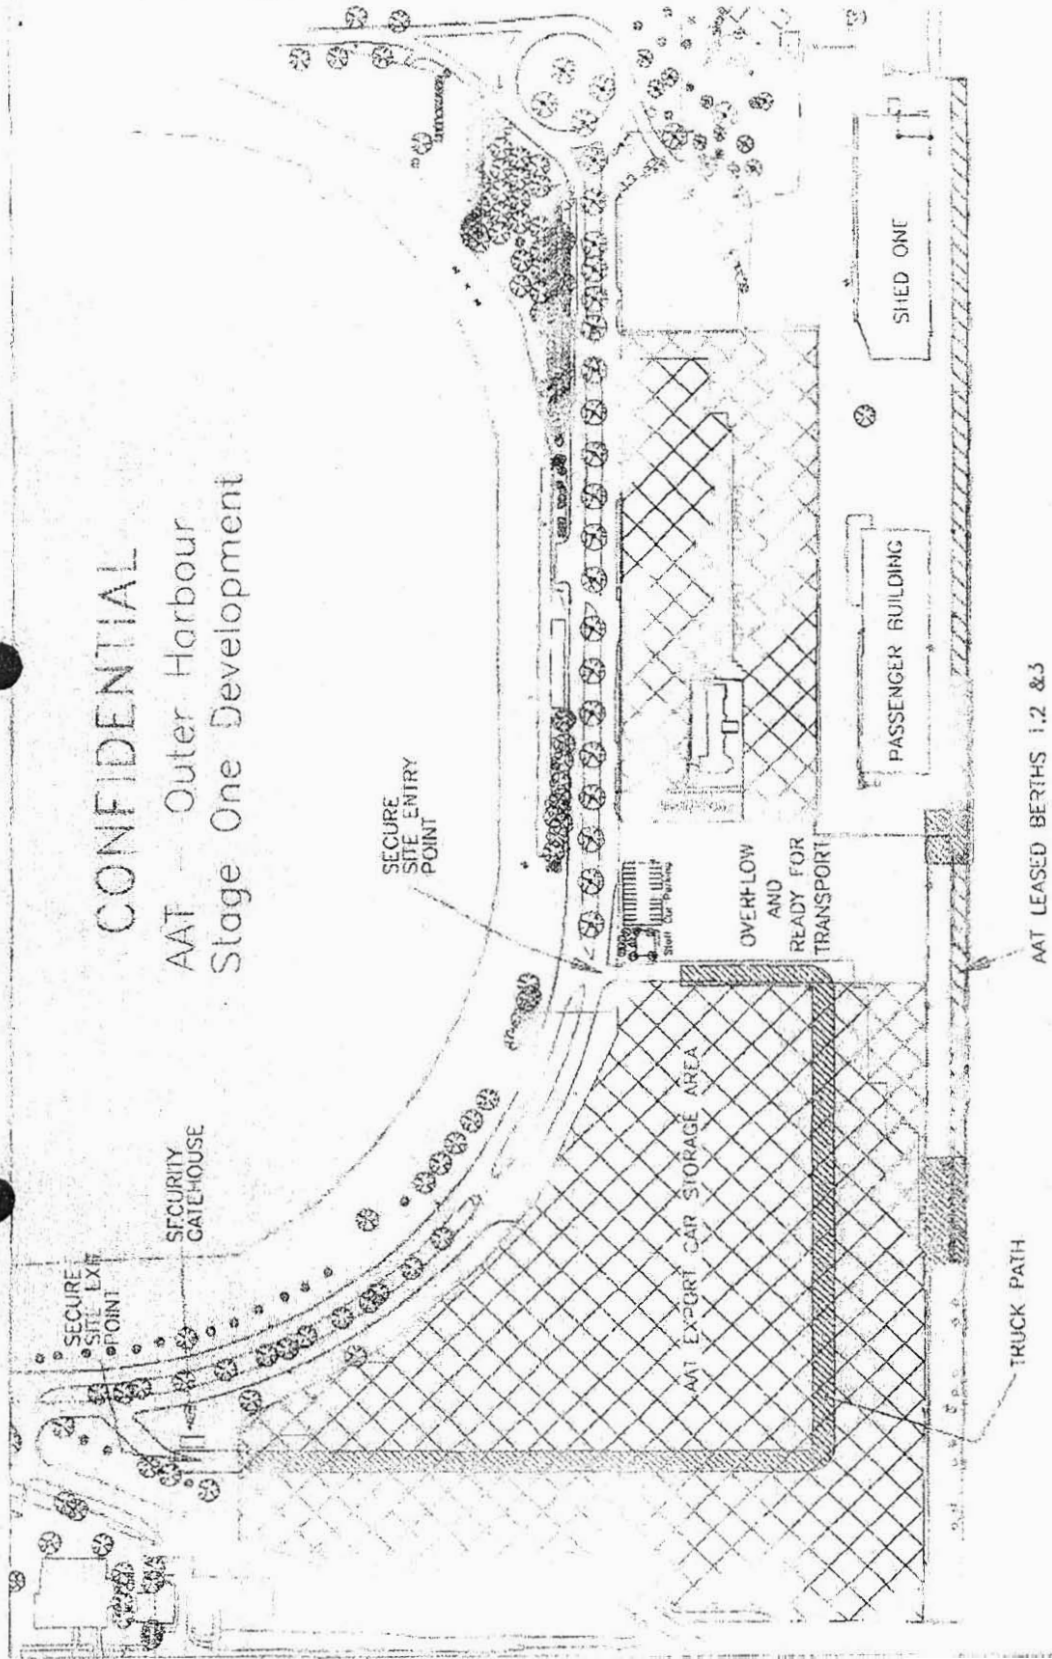 CONFIDENTIAL
AAT - Outer Harbour
Stage One Development
SECURE
SITE EXIT
POINT
SECURITY
GATEHOUSE
SECURE
SITE ENTRY
POINT
Staff Car Parking
OVERFLOW
AND
READY FOR
TRANSPORT
AAT EXPORT CAR STORAGE AREA
PASSENGER BUILDING
SHED ONE
TRUCK PATH
AAT LEASED BERTHS 1,2 &3